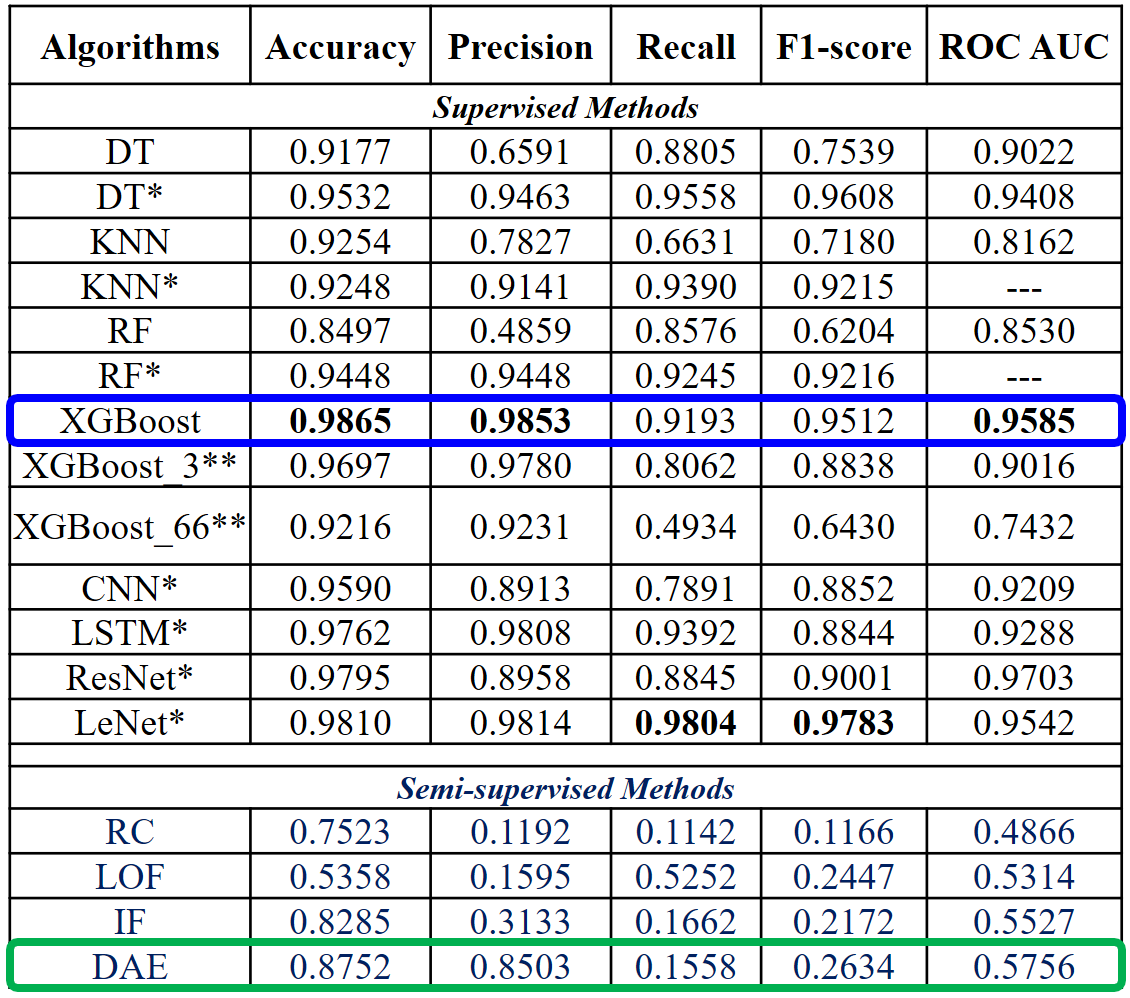 Algorithms Accuracy Precision Recall F1-score ROC AUC
Supervised Methods
DT 0.9177 0.6591 0.8805 0.7539 0.9022
DT* 0.9532 0.9463 0.9558 0.9608 0.9408
KNN 0.9254 0.7827 0.6631 0.7180 0.8162
KNN* 0.9248 0.9141 0.9390 0.9215 ---
RF 0.8497 0.4859 0.8576 0.6204 0.8530
RF* 0.9448 0.9448 0.9245 0.9216 ---
XGBoost 0.9865 0.9853 0.9193 0.9512 0.9585
XGBoost_3** 0.9697 0.9780 0.8062 0.8838 0.9016
XGBoost_66** 0.9216 0.9231 0.4934 0.6430 0.7432
CNN* 0.9590 0.8913 0.7891 0.8852 0.9209
LSTM* 0.9762 0.9808 0.9392 0.8844 0.9288
ResNet* 0.9795 0.8958 0.8845 0.9001 0.9703
LeNet* 0.9810 0.9814 0.9804 0.9783 0.9542
Semi-supervised Methods
RC 0.7523 0.1192 0.1142 0.1166 0.4866
LOF 0.5358 0.1595 0.5252 0.2447 0.5314
IF 0.8285 0.3133 0.1662 0.2172 0.5527
DAE 0.8752 0.8503 0.1558 0.2634 0.5756